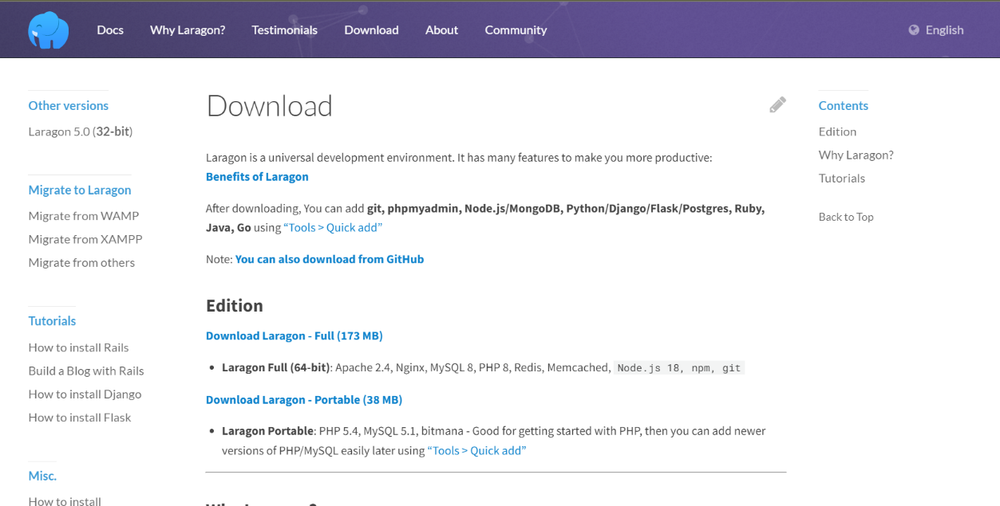 Docs Why Laragon? Testimonials Download About Community English
Other versions
Laragon 5.0 (32-bit)
Migrate to Laragon
Migrate from WAMP
Migrate from XAMPP
Migrate from others
Tutorials
How to install Rails
Build a Blog with Rails
How to install Django
How to install Flask
Misc.
How to install
Download
Laragon is a universal development environment. It has many features to make you more productive:
Benefits of Laragon
After downloading, You can add git, phpmyadmin, Node.js/MongoDB, Python/Django/Flask/Postgres, Ruby,
Java, Go using “Tools > Quick add”
Note: You can also download from GitHub
Edition
Download Laragon - Full (173 MB)
• Laragon Full (64-bit): Apache 2.4, Nginx, MySQL 8, PHP 8, Redis, Memcached, Node.js 18, npm, git
Download Laragon - Portable (38 MB)
• Laragon Portable: PHP 5.4, MySQL 5.1, bitmana - Good for getting started with PHP, then you can add newer
versions of PHP/MySQL easily later using “Tools > Quick add”
Contents
Edition
Why Laragon?
Tutorials
Back to Top